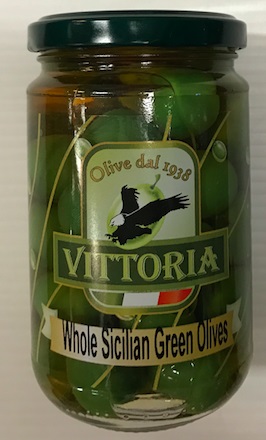 Olive dal 1938
VITTORIA
Whole Sicilian Green Olives